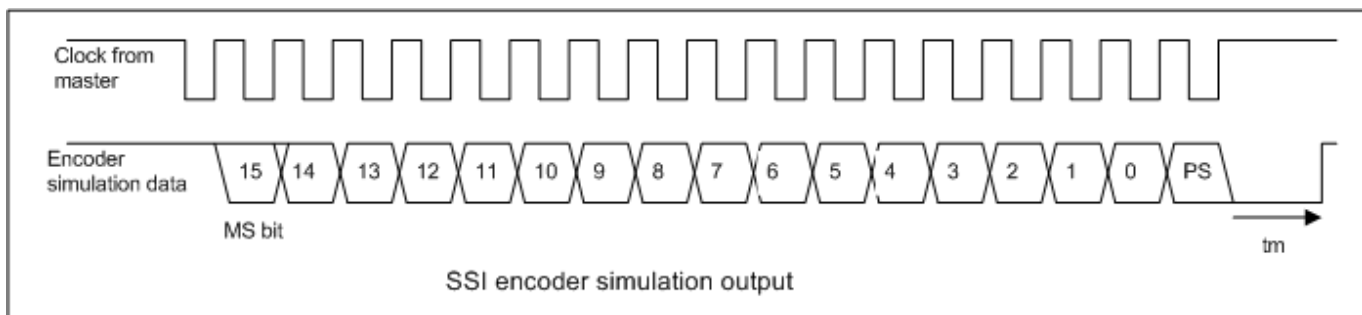 Clock from
master
Encoder
simulation data
15 14 13 12 11 10 9 8 7 6 5 4 3 2 1 0 PS
MS bit
tm
SSI encoder simulation output